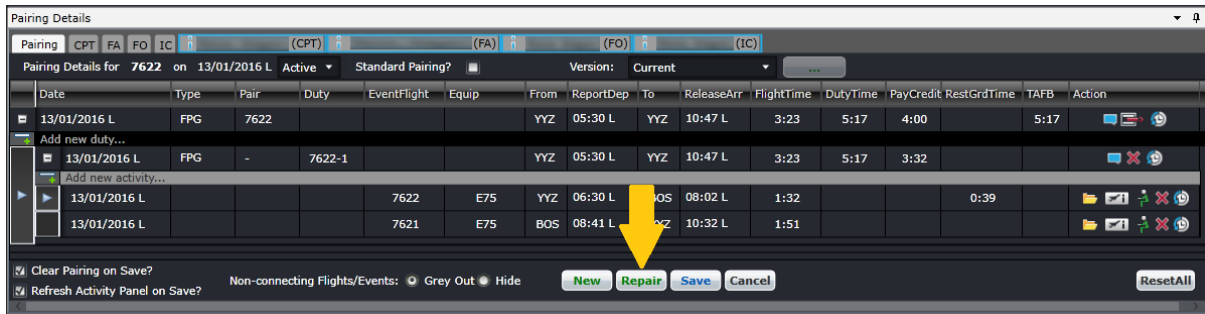 Pairing Details
Pairing CPT FA FO IC (CPT) (FA) (FO) (IC)
Pairing Details for 7622 on 13/01/2016 L Active Standard Pairing? Version: Current ...
Date Type Pair Duty EventFlight Equip From ReportDep To ReleaseArr FlightTime DutyTime PayCredit RestGrdTime TAFB Action
13/01/2016 L FPG 7622 YYZ 05:30 L YYZ 10:47 L 3:23 5:17 4:00 5:17
Add new duty...
13/01/2016 L FPG - 7622-1 YYZ 05:30 L YYZ 10:47 L 3:23 5:17 3:32
Add new activity...
13/01/2016 L 7622 E75 YYZ 06:30 L OS 08:02 L 1:32 0:39
13/01/2016 L 7621 E75 BOS 08:41 L Z 10:32 L 1:51
Clear Pairing on Save?
Non-connecting Flights/Events: Grey Out Hide New Repair Save Cancel ResetAll
Refresh Activity Panel on Save?